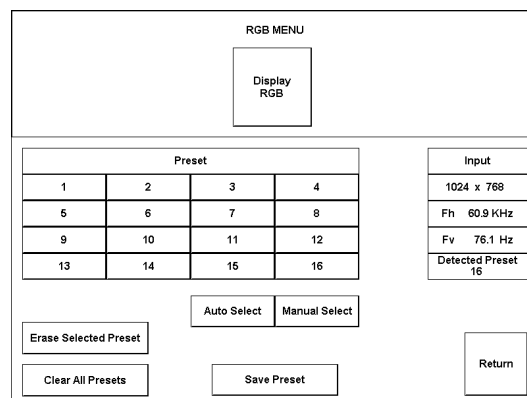 RGB MENU
Display
RGB
Preset
1 2 3 4
5 6 7 8
9 10 11 12
13 14 15 16
Input
1024 x 768
Fh 60.9 KHz
Fv 76.1 Hz
Detected Preset
16
Auto Select Manual Select
Erase Selected Preset
Clear All Presets
Save Preset
Return